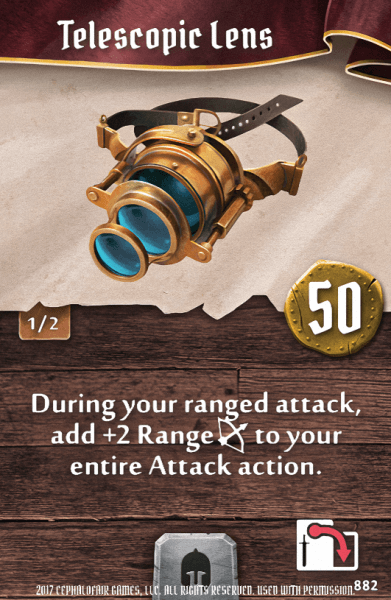 Telescopic Lens
50
1/2
During your ranged attack,
add +2 Range to your
entire Attack action.
2017 CEPHALOFAIR GAMES, LLC. ALL RIGHTS RESERVED. USED WITH PERMISSION.
882